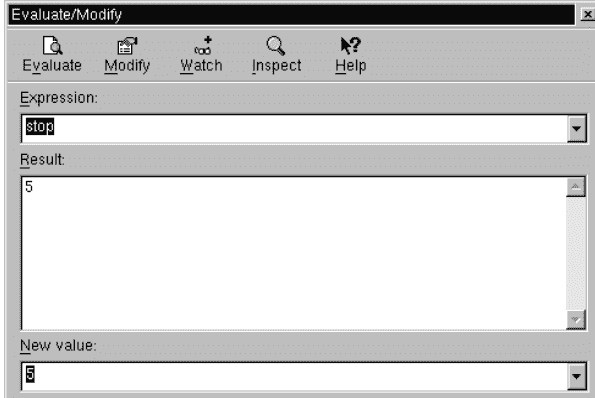 Evaluate/Modify
Evaluate Modify Watch Inspect Help
Expression:
stop
Result:
5
New value:
5